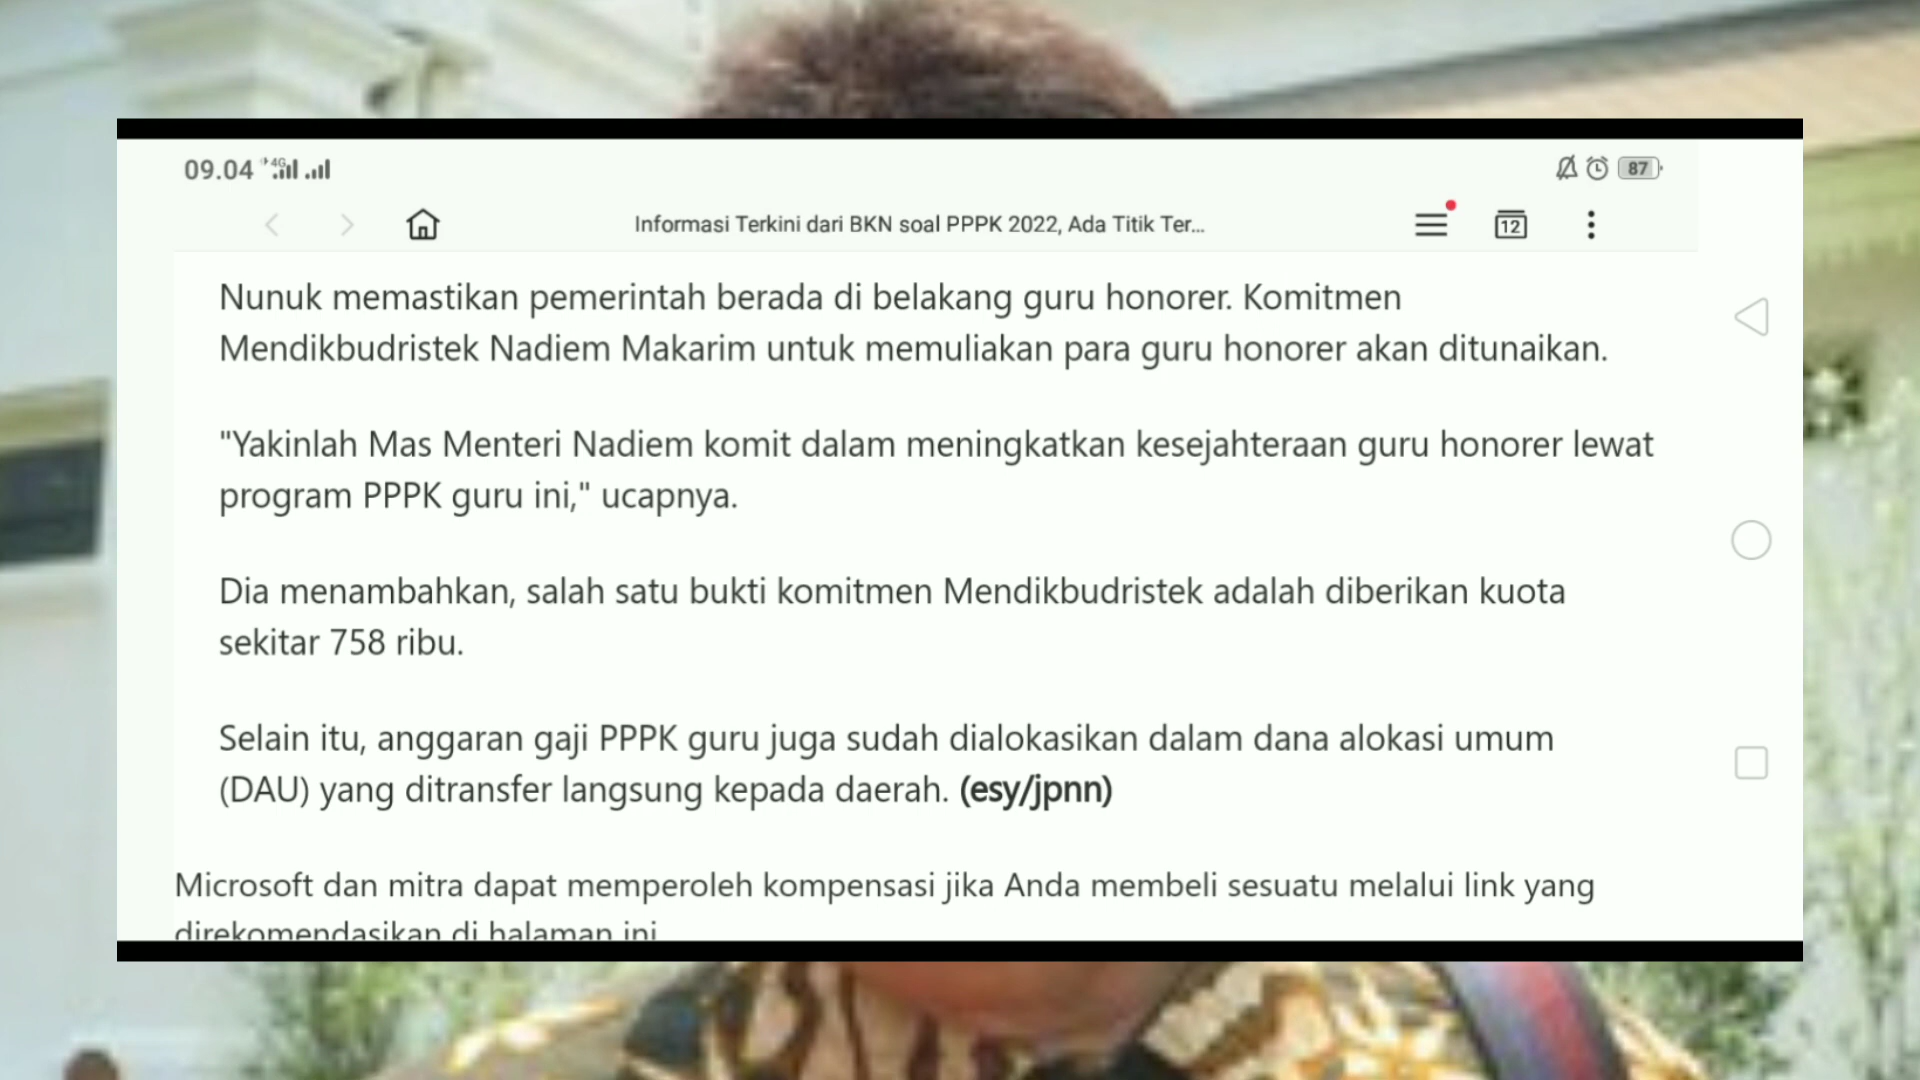 09.04 4G 87
Informasi Terkini dari BKN soal PPPK 2022, Ada Titik Ter... 12
Nunuk memastikan pemerintah berada di belakang guru honorer. Komitmen
Mendikbudristek Nadiem Makarim untuk memuliakan para guru honorer akan ditunaikan.
"Yakinlah Mas Menteri Nadiem komit dalam meningkatkan kesejahteraan guru honorer lewat
program PPPK guru ini," ucapnya.
Dia menambahkan, salah satu bukti komitmen Mendikbudristek adalah diberikan kuota
sekitar 758 ribu.
Selain itu, anggaran gaji PPPK guru juga sudah dialokasikan dalam dana alokasi umum
(DAU) yang ditransfer langsung kepada daerah. (esy/jpnn)
Microsoft dan mitra dapat memperoleh kompensasi jika Anda membeli sesuatu melalui link yang
direkomendasikan di halaman ini